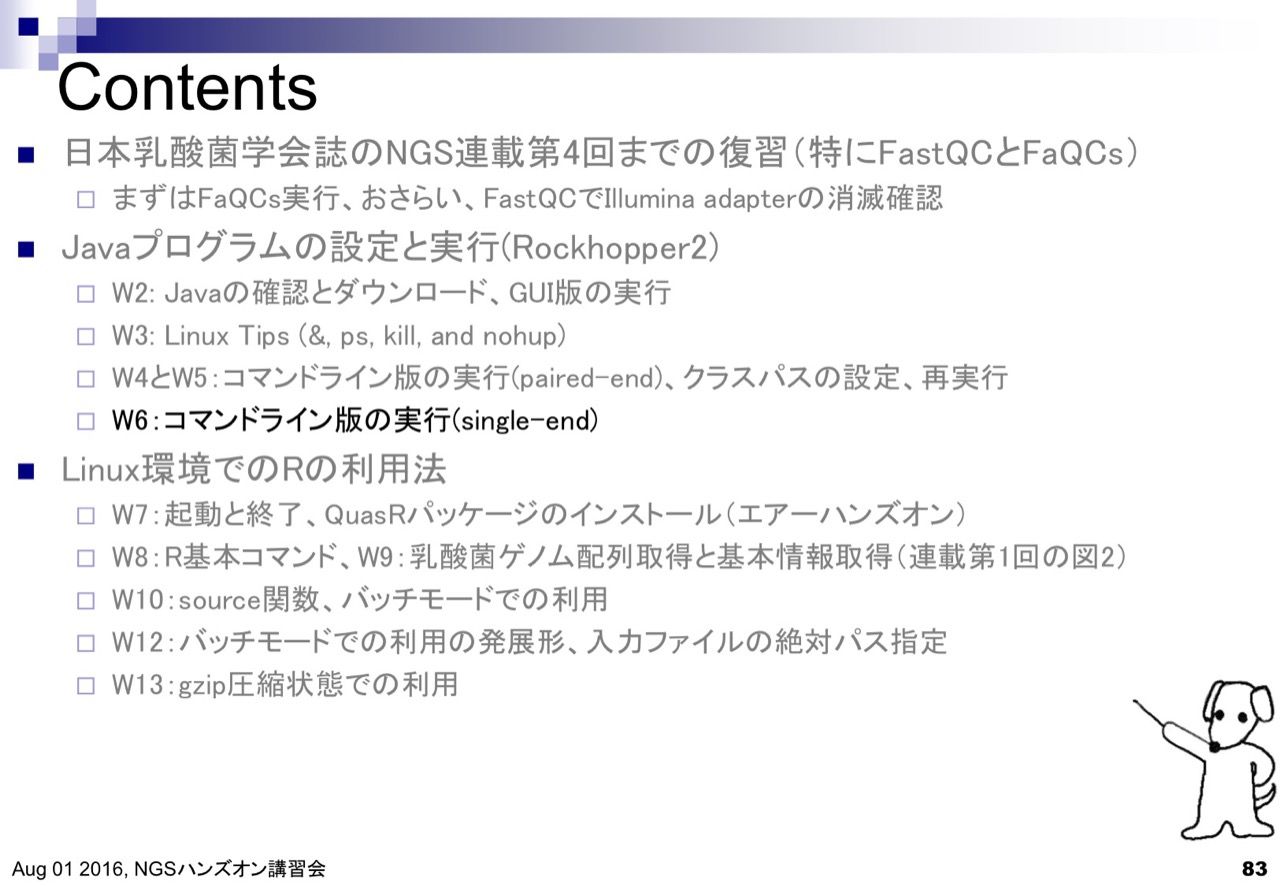 Contents
日本乳酸菌学会誌のNGS連載第4回までの復習（特にFastQCとFaQCs）
まずはFaQCs実行、おさらい、FastQCでIllumina adapterの消滅確認
Javaプログラムの設定と実行(Rockhopper2)
W2: Javaの確認とダウンロード、GUI版の実行
W3: Linux Tips (&, ps, kill, and nohup)
W4とW5：コマンドライン版の実行(paired-end)、クラスパスの設定、再実行
W6：コマンドライン版の実行(single-end)
Linux環境でのRの利用法
W7：起動と終了、QuasRパッケージのインストール（エアーハンズオン）
W8：R基本コマンド、W9：乳酸菌ゲノム配列取得と基本情報取得（連載第1回の図2）
W10：source関数、バッチモードでの利用
W12：バッチモードでの利用の発展形、入力ファイルの絶対パス指定
W13：gzip圧縮状態での利用
Aug 01 2016, NGSハンズオン講習会
83